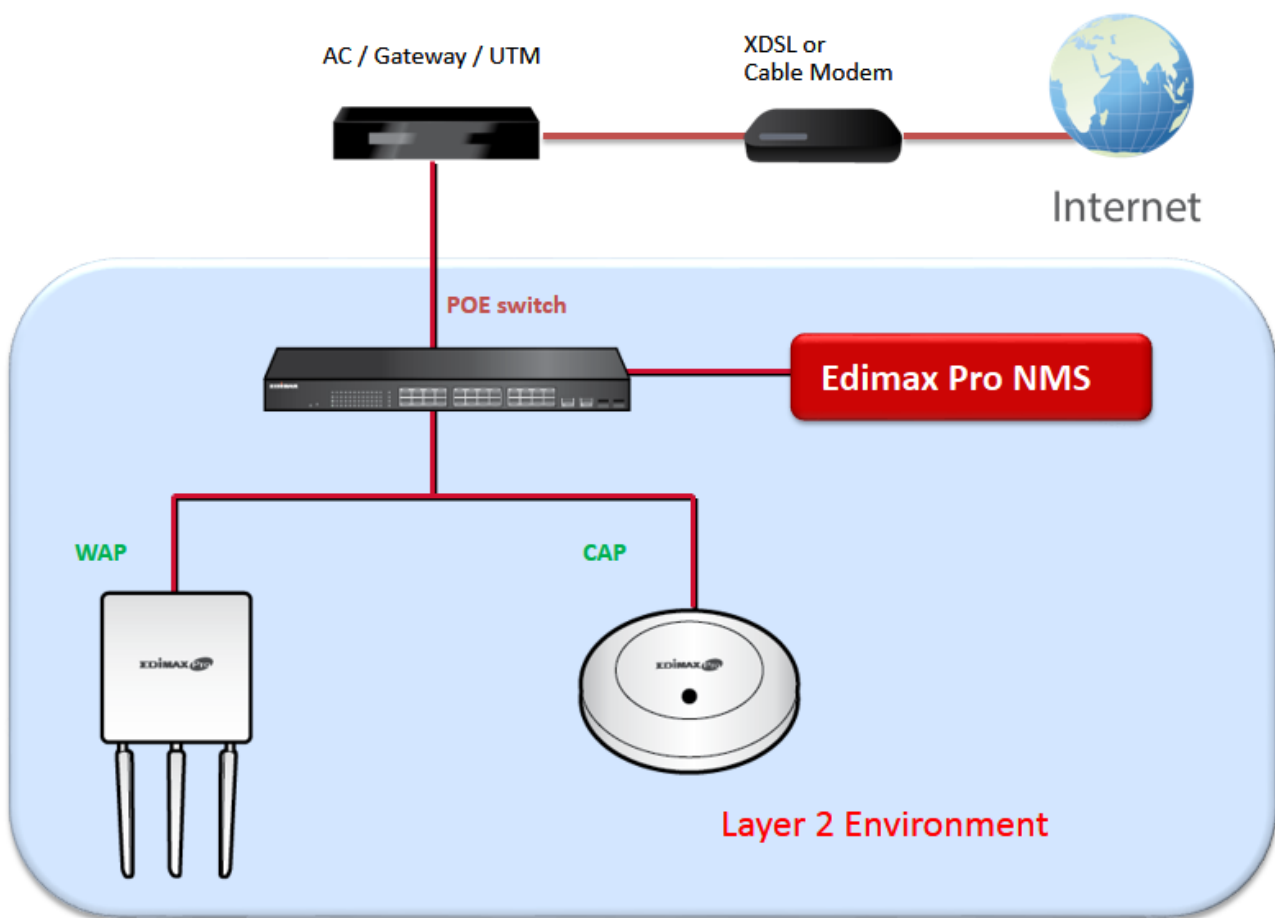 AC / Gateway / UTM
XDSL or
Cable Modem
Internet
POE switch
EDIMAX
Edimax Pro NMS
WAP
CAP
EDIMAX Pro
EDIMAX Pro
Layer 2 Environment